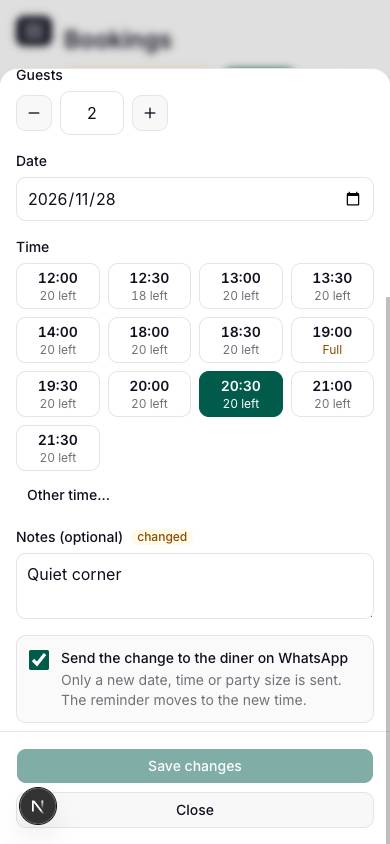 Bookings
Guests
2
Date
2026/11/28
Time
12:00 12:30 13:00 13:30
20 left 18 left 20 left 20 left
14:00 18:00 18:30 19:00
20 left 20 left 20 left Full
19:30 20:00 20:30 21:00
20 left 20 left 20 left 20 left
21:30
20 left
Other time...
Notes (optional) changed
Quiet corner
Send the change to the diner on WhatsApp
Only a new date, time or party size is sent.
The reminder moves to the new time.
Save changes
N
Close